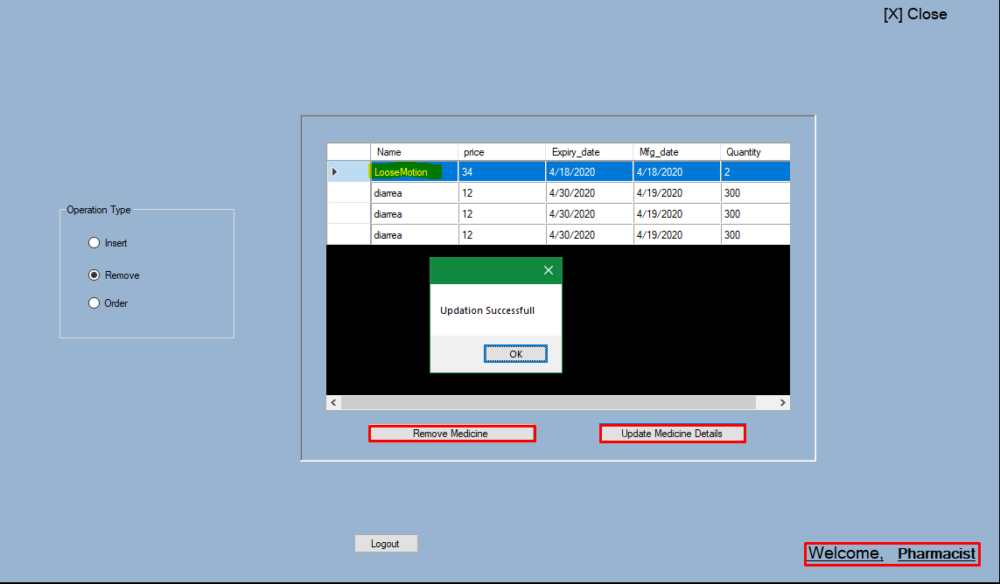 [X] Close
Name price Expiry_date Mfg_date Quantity
LooseMotion 34 4/18/2020 4/18/2020 2
diarrea 12 4/30/2020 4/19/2020 300
diarrea 12 4/30/2020 4/19/2020 300
diarrea 12 4/30/2020 4/19/2020 300
Operation Type
Insert
Remove
Order
Updation Successfull
OK
Remove Medicine Update Medicine Details
Logout
Welcome, Pharmacist